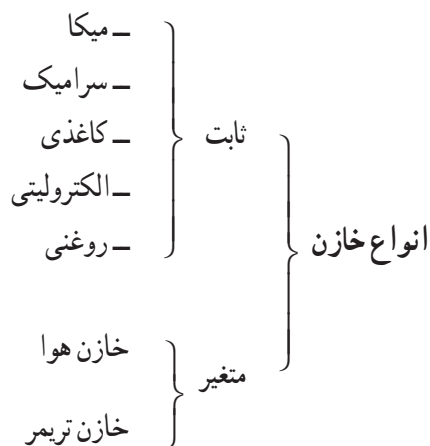 انواع خازن
ثابت
ـ میکا
ـ سرامیک
ـ کاغذی
ـ الکترولیتی
ـ روغنی
متغیر
خازن هوا
خازن تریمر